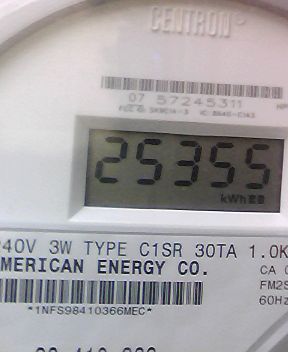 CENTRON®
07 57245311
25355
kWh
240V 3W TYPE C1SR 30TA 1.0K
AMERICAN ENERGY CO.
CA
FM2S
60Hz
*1NFS98410366MEC*